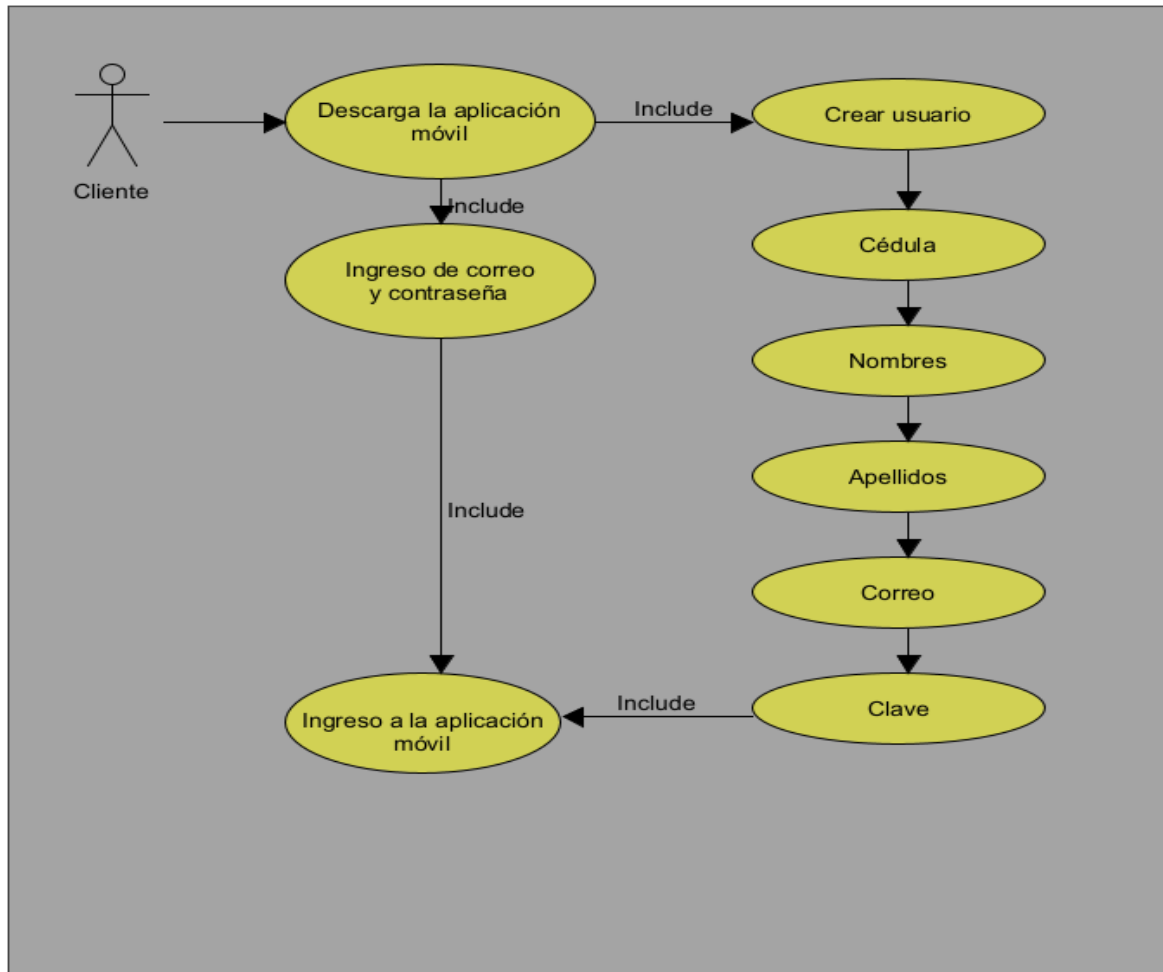 Cliente
Descarga la aplicación
móvil
Include
Crear usuario
Include
Ingreso de correo
y contraseña
Cédula
Nombres
Apellidos
Include
Correo
Clave
Include
Ingreso a la aplicación
móvil